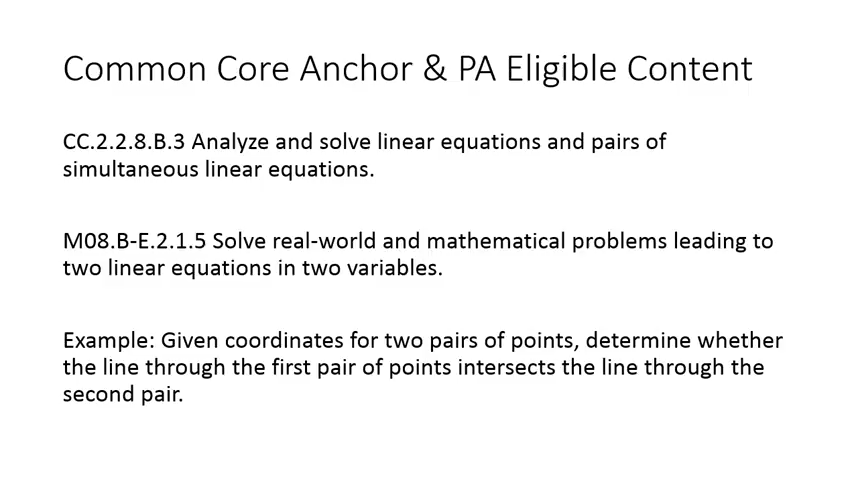 Common Core Anchor & PA Eligible Content
CC.2.2.8.B.3 Analyze and solve linear equations and pairs of
simultaneous linear equations.
M08.B-E.2.1.5 Solve real-world and mathematical problems leading to
two linear equations in two variables.
Example: Given coordinates for two pairs of points, determine whether
the line through the first pair of points intersects the line through the
second pair.